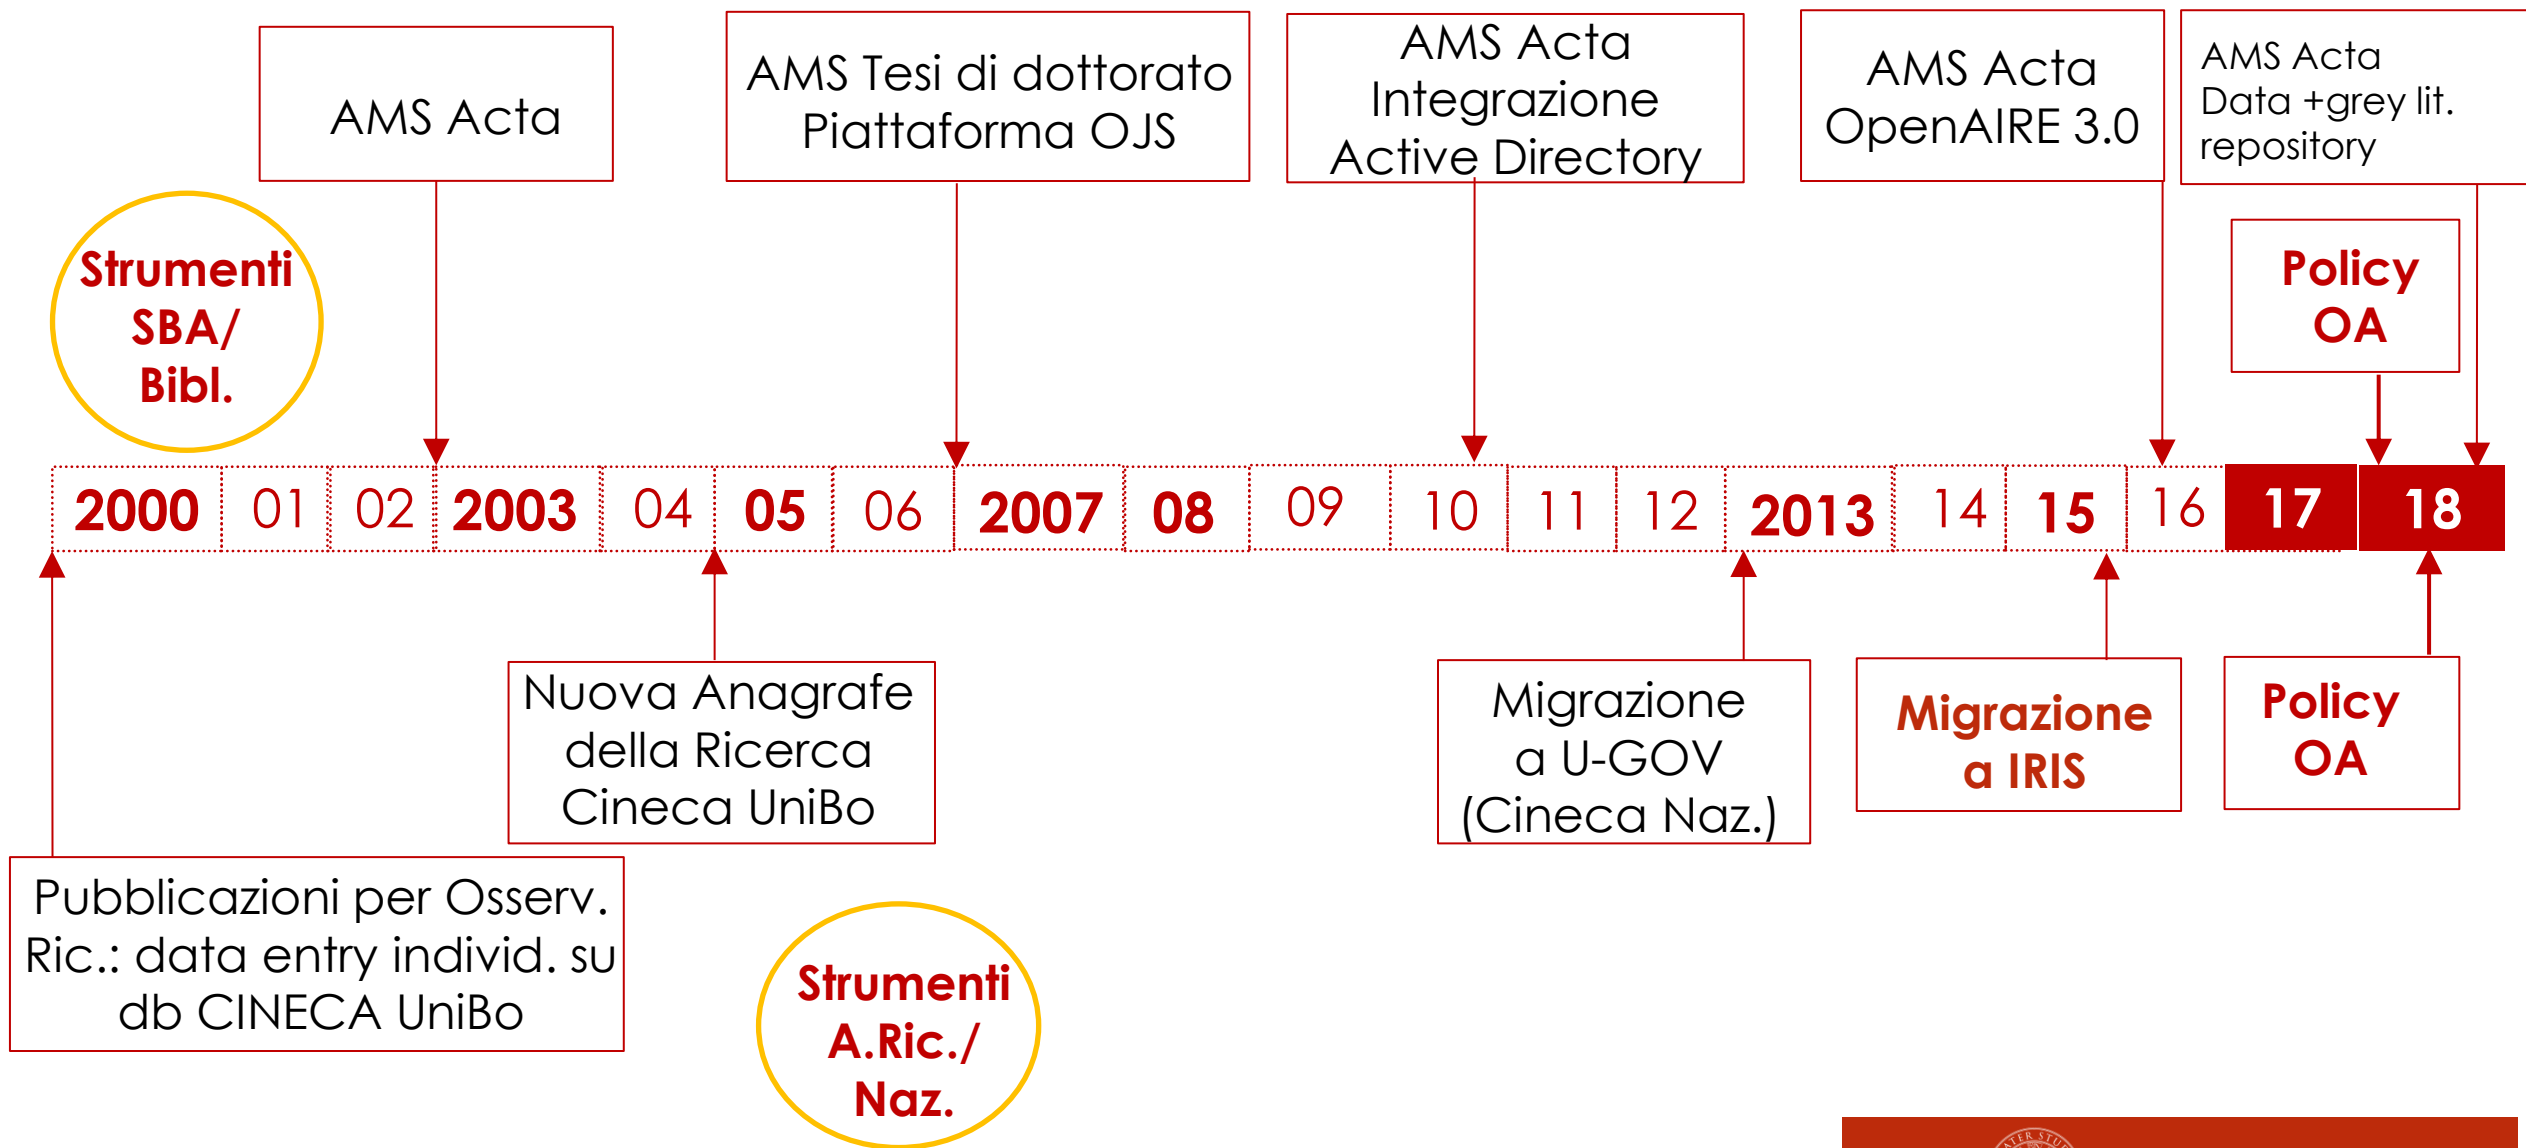 AMS Acta
AMS Tesi di dottorato
Piattaforma OJS
AMS Acta
Integrazione
Active Directory
AMS Acta
OpenAIRE 3.0
AMS Acta
Data +grey lit.
repository
Strumenti
SBA/
Bibl.
Policy
OA
2000 01 02 2003 04 05 06 2007 08 09 10 11 12 2013 14 15 16 17 18
Nuova Anagrafe
della Ricerca
Cineca UniBo
Migrazione
a U-GOV
(Cineca Naz.)
Migrazione
a IRIS
Policy
OA
Pubblicazioni per Osserv.
Ric.: data entry individ. su
db CINECA UniBo
Strumenti
A.Ric./
Naz.